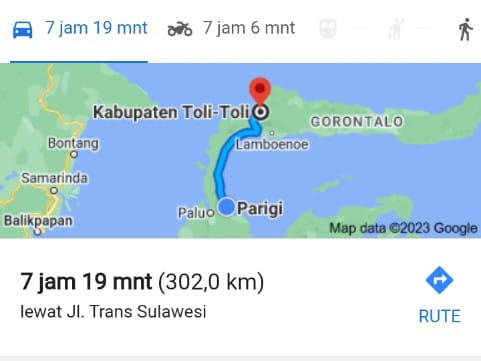 7 jam 19 mnt
7 jam 6 mnt
Kabupaten Toli-Toli
GORONTALO
Bontang
Lamboenoe
Samarinda
Palu
Parigi
Balikpapan
Map data ©2023 Google
7 jam 19 mnt (302,0 km)
lewat Jl. Trans Sulawesi
RUTE